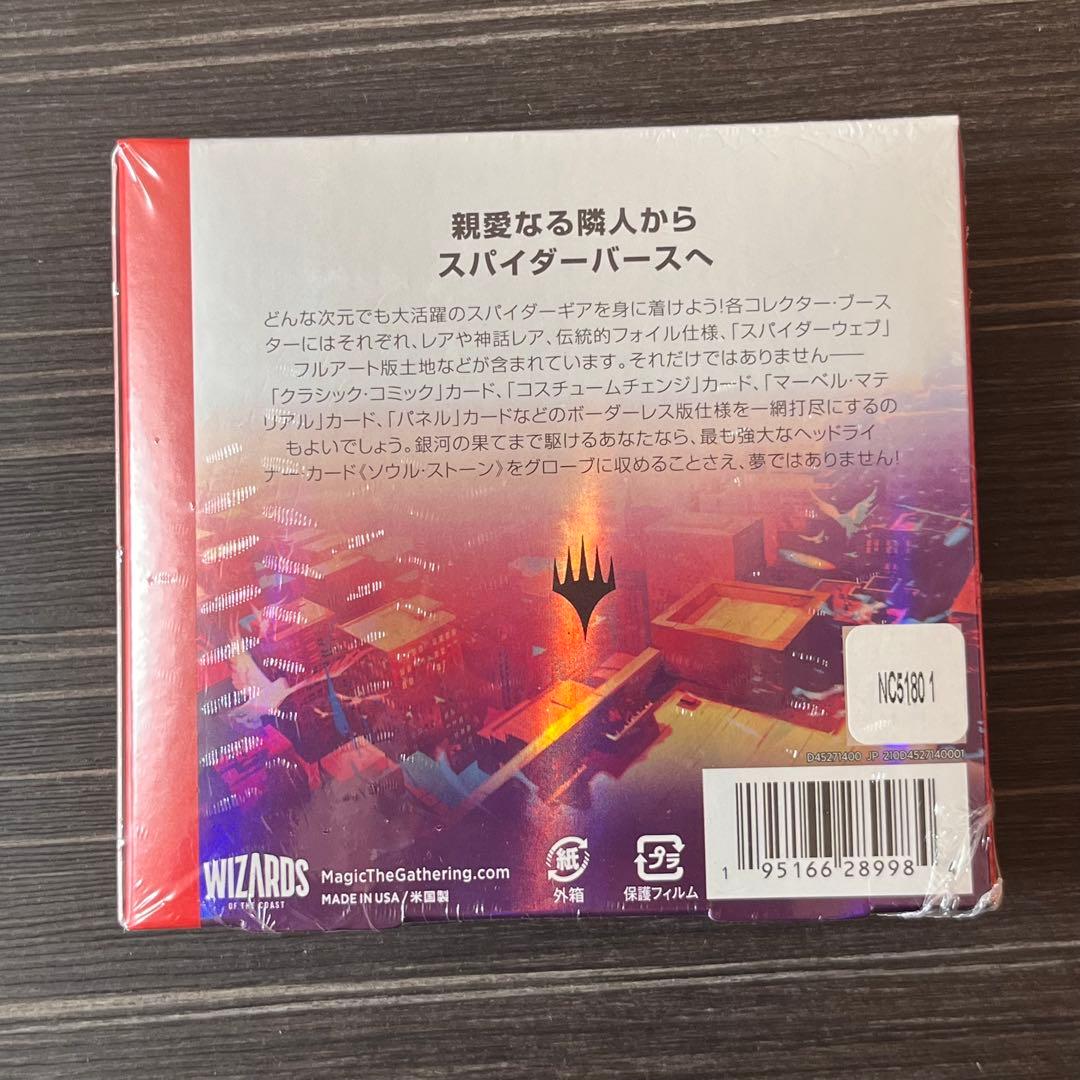 親愛なる隣人から
スパイダーバースへ
どんな次元でも大活躍のスパイダーギアを身に着けよう!各コレクター・ブース
ターにはそれぞれ、レアや神話レア、伝統的フォイル仕様、「スパイダーウェブ」
フルアート版土地などが含まれています。それだけではありません――
「クラシック・コミック」カード、「コスチュームチェンジ」カード、「マーベル・マテ
リアル」カード、「パネル」カードなどのボーダーレス版仕様を一網打尽にするの
もよいでしょう。銀河の果てまで駆けるあなたなら、最も強大なヘッドライ
ナー・カード《ソウル・ストーン》をグローブに収めることさえ、夢ではありません!
NC5180 1
D45271400 JP 210D4527140001
1 95166 28998 4
WIZARDS
OF THE COAST
MagicTheGathering.com
MADE IN USA / 米国製
紙
外箱
プラ
保護フィルム